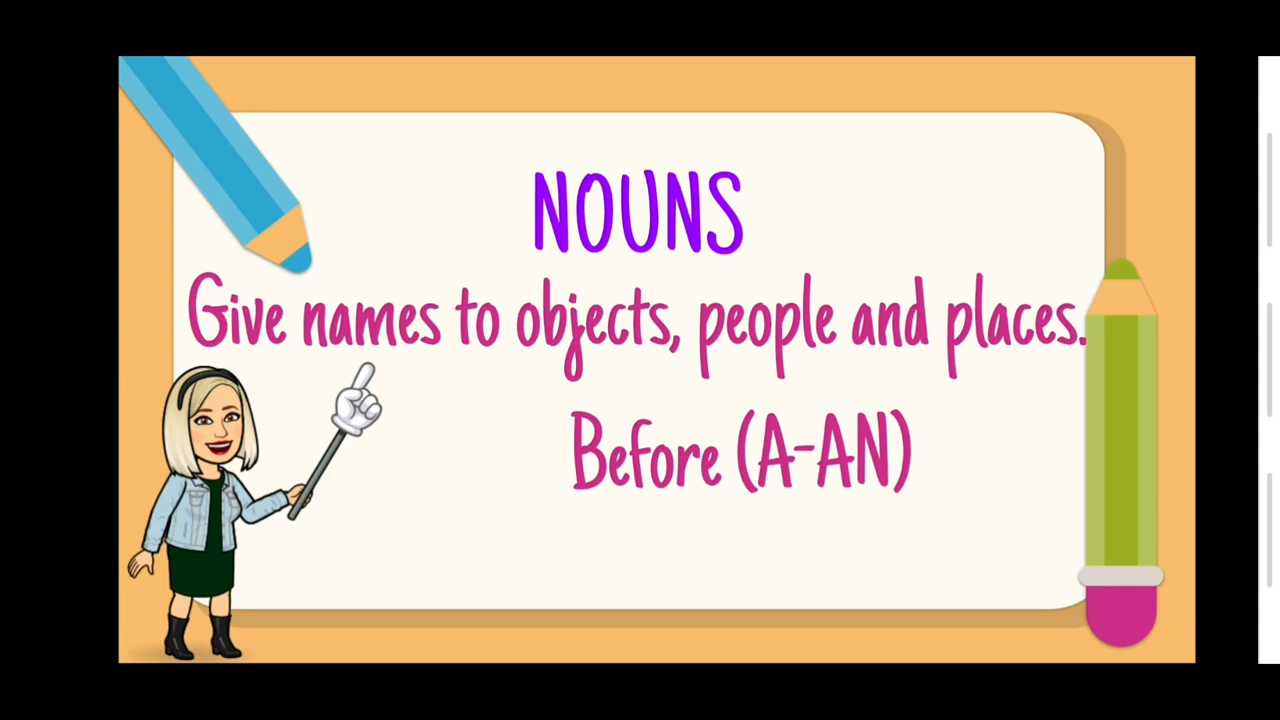 NOUNS
Give names to objects, people and places.
Before (A-AN)